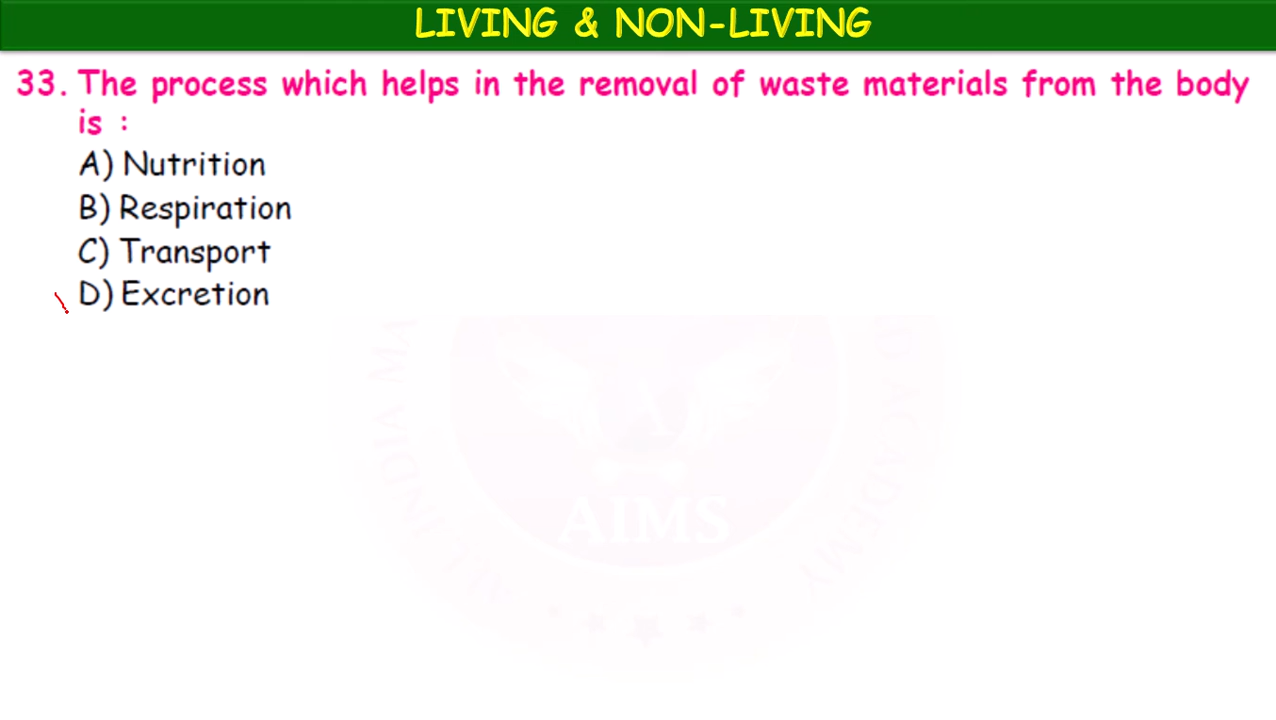 LIVING & NON-LIVING
33. The process which helps in the removal of waste materials from the body
is :
A) Nutrition
B) Respiration
C) Transport
D) Excretion
AIMS